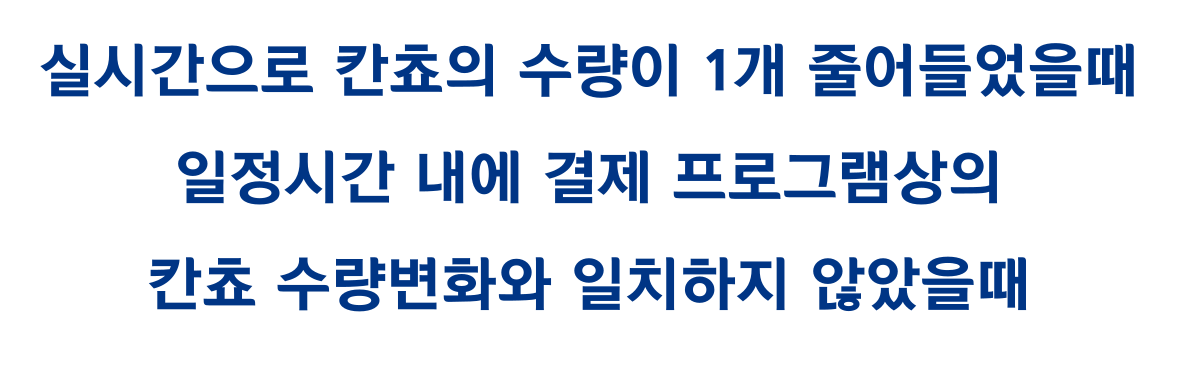 실시간으로 칸쵸의 수량이 1개 줄어들었을때
일정시간 내에 결제 프로그램상의
칸쵸 수량변화와 일치하지 않았을때